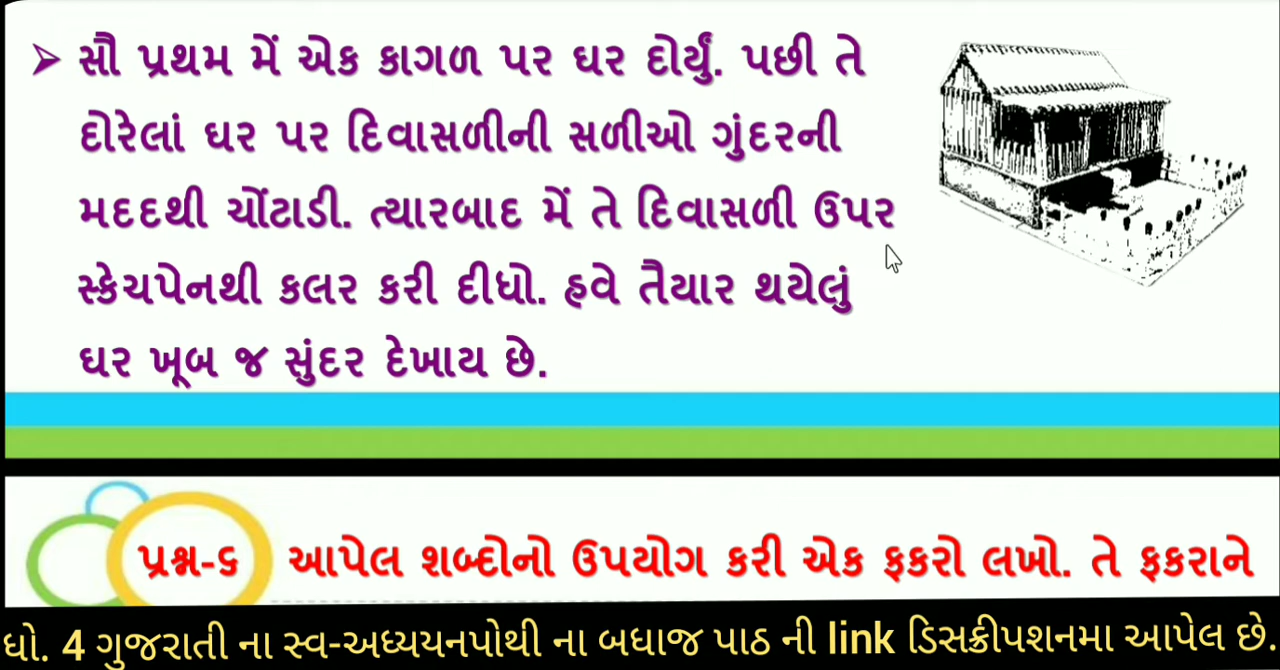 ➢ સૌ પ્રથમ મેં એક કાગળ પર ઘર દોર્યું. પછી તે
દોરેલાં ઘર પર દિવાસળીની સળીઓ ગુંદરની
મદદથી ચોંટાડી. ત્યારબાદ મેં તે દિવાસળી ઉપર
સ્કેચપેનથી કલર કરી દીધો. હવે તૈયાર થયેલું
ઘર ખૂબ જ સુંદર દેખાય છે.
પ્રશ્ન-૬ આપેલ શબ્દોનો ઉપયોગ કરી એક ફકરો લખો. તે ફકરાને
ધો. 4 ગુજરાતી ના સ્વ-અધ્યયનપોથી ના બધાજ પાઠ ની link ડિસક્રીપશનમા આપેલ છે.